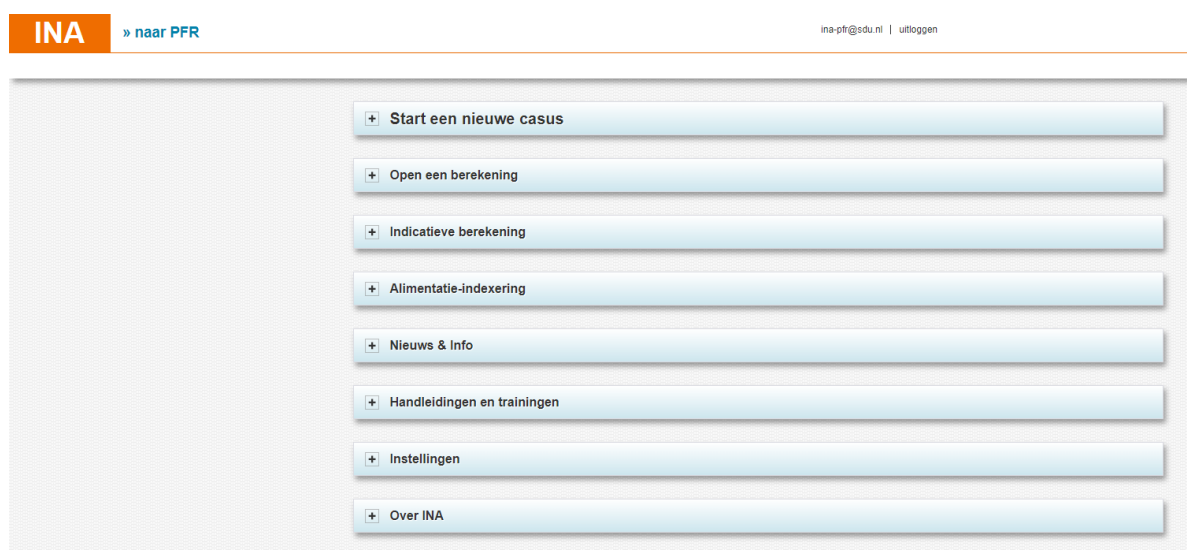 INA » naar PFR ina-pfr@sdu.nl | uitloggen
Start een nieuwe casus
Open een berekening
Indicatieve berekening
Alimentatie-indexering
Nieuws & Info
Handleidingen en trainingen
Instellingen
Over INA